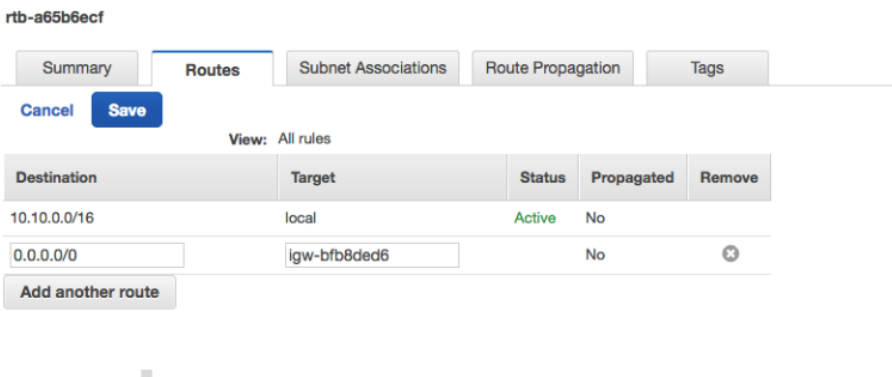 rtb-a65b6ecf
Summary Routes Subnet Associations Route Propagation Tags
Cancel Save
View: All rules
Destination Target Status Propagated Remove
10.10.0.0/16 local Active No
0.0.0.0/0 igw-bfb8ded6 No
Add another route